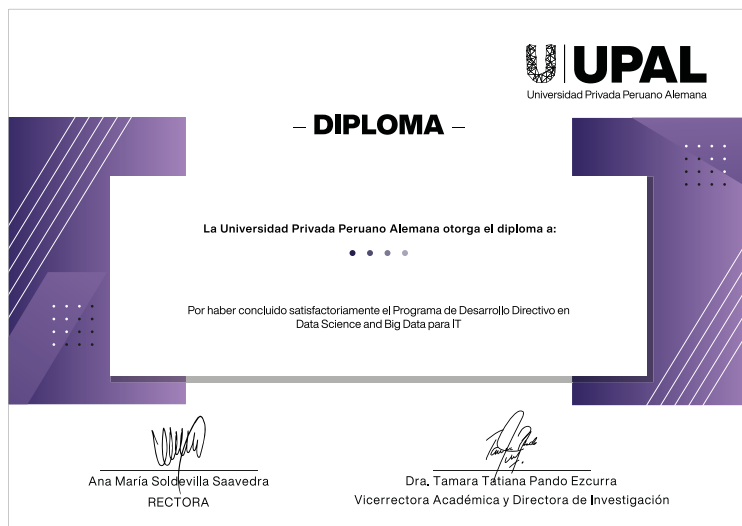 UPAL
Universidad Privada Peruano Alemana
– DIPLOMA –
La Universidad Privada Peruano Alemana otorga el diploma a:
Por haber concluido satisfactoriamente el Programa de Desarrollo Directivo en
Data Science and Big Data para IT
Ana María Soldevilla Saavedra
RECTORA
Dra. Tamara Tatiana Pando Ezcurra
Vicerrectora Académica y Directora de Investigación